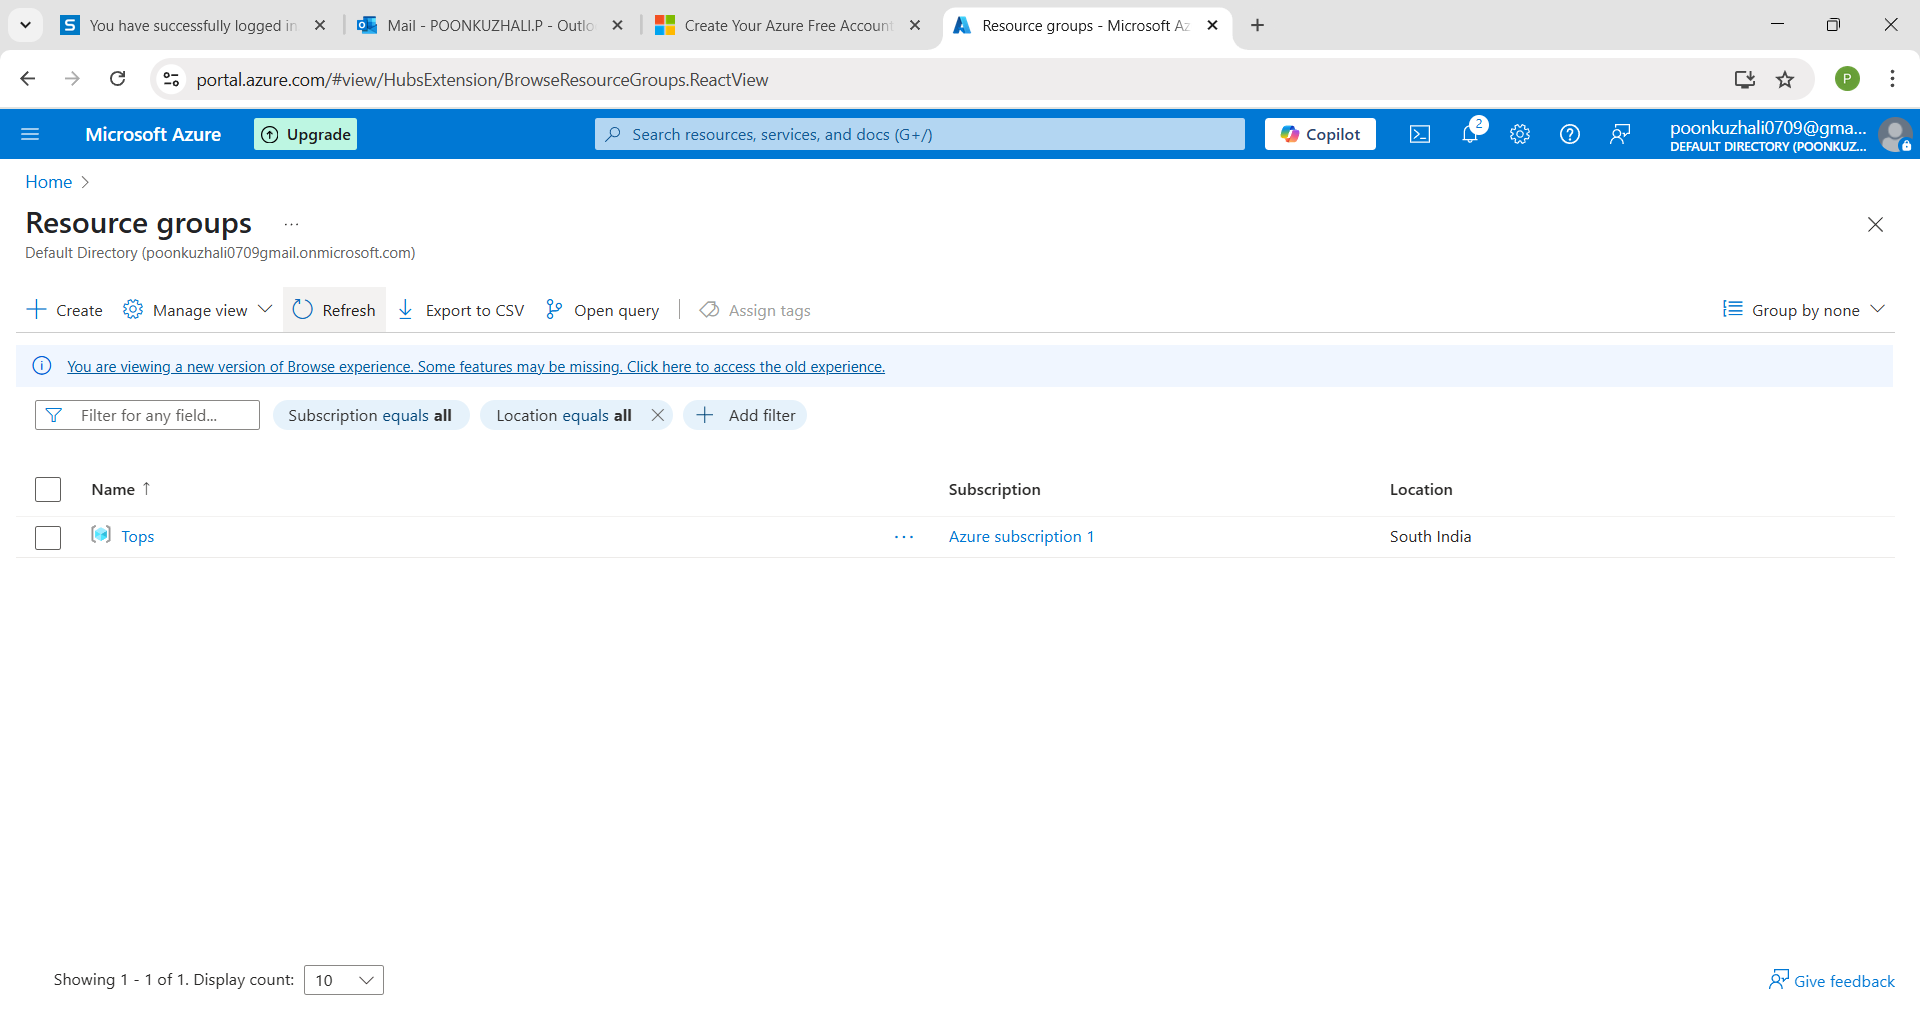 You have successfully logged in
Mail - POONKUZHALI.P - Outlo
Create Your Azure Free Account
Resource groups - Microsoft Az
portal.azure.com/#view/HubsExtension/BrowseResourceGroups.ReactView
P
Microsoft Azure
Upgrade
Search resources, services, and docs (G+/)
Copilot
2
poonkuzhali0709@gma...
DEFAULT DIRECTORY (POONKUZ...
Home
Resource groups
...
Default Directory (poonkuzhali0709gmail.onmicrosoft.com)
Create
Manage view
Refresh
Export to CSV
Open query
Assign tags
Group by none
You are viewing a new version of Browse experience. Some features may be missing. Click here to access the old experience.
Filter for any field...
Subscription equals all
Location equals all
Add filter
Name ↑
Subscription
Location
Tops
...
Azure subscription 1
South India
Showing 1 - 1 of 1. Display count: 10
Give feedback